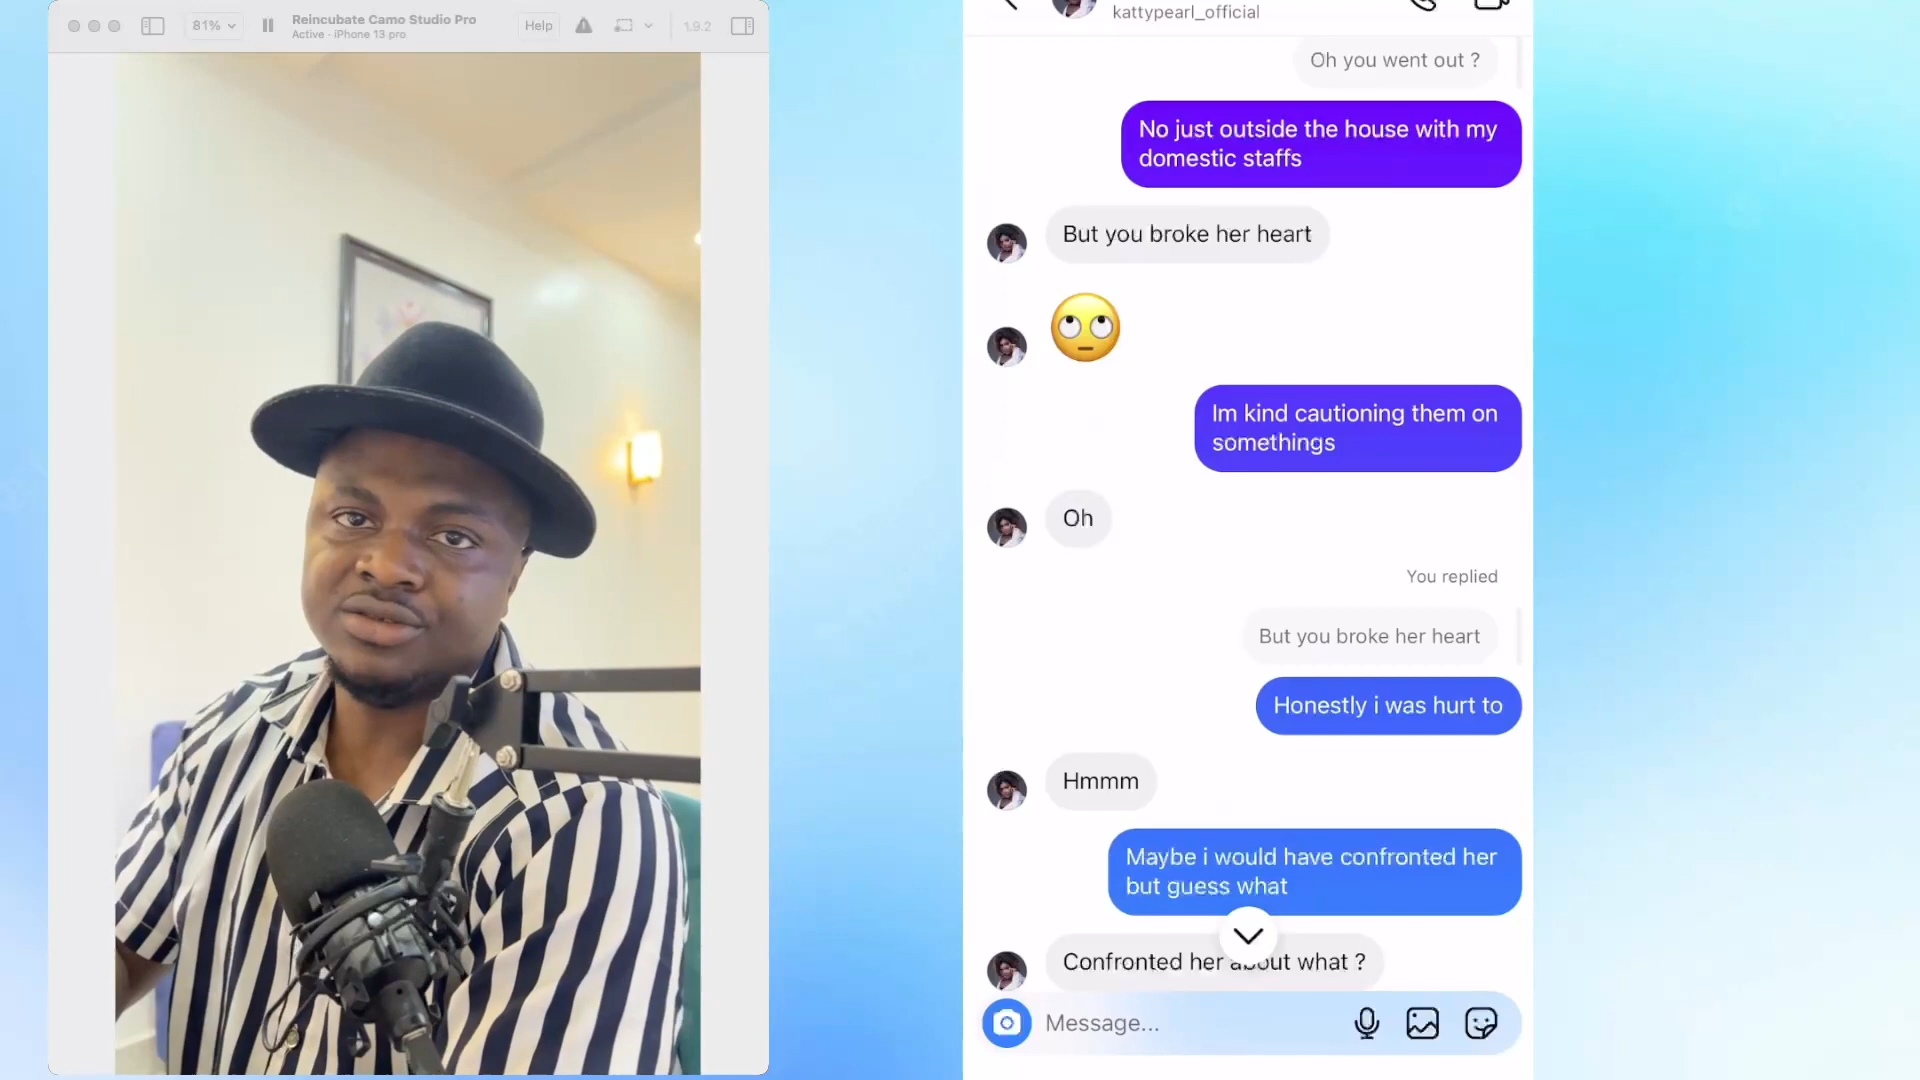 Reincubate Camo Studio Pro
Active - iPhone 13 pro
81%
Help
1.9.2
kattypearl_official
Oh you went out ?
No just outside the house with my
domestic staffs
But you broke her heart
Im kind cautioning them on
somethings
Oh
You replied
But you broke her heart
Honestly i was hurt to
Hmmm
Maybe i would have confronted her
but guess what
Confronted her about what ?
Message...